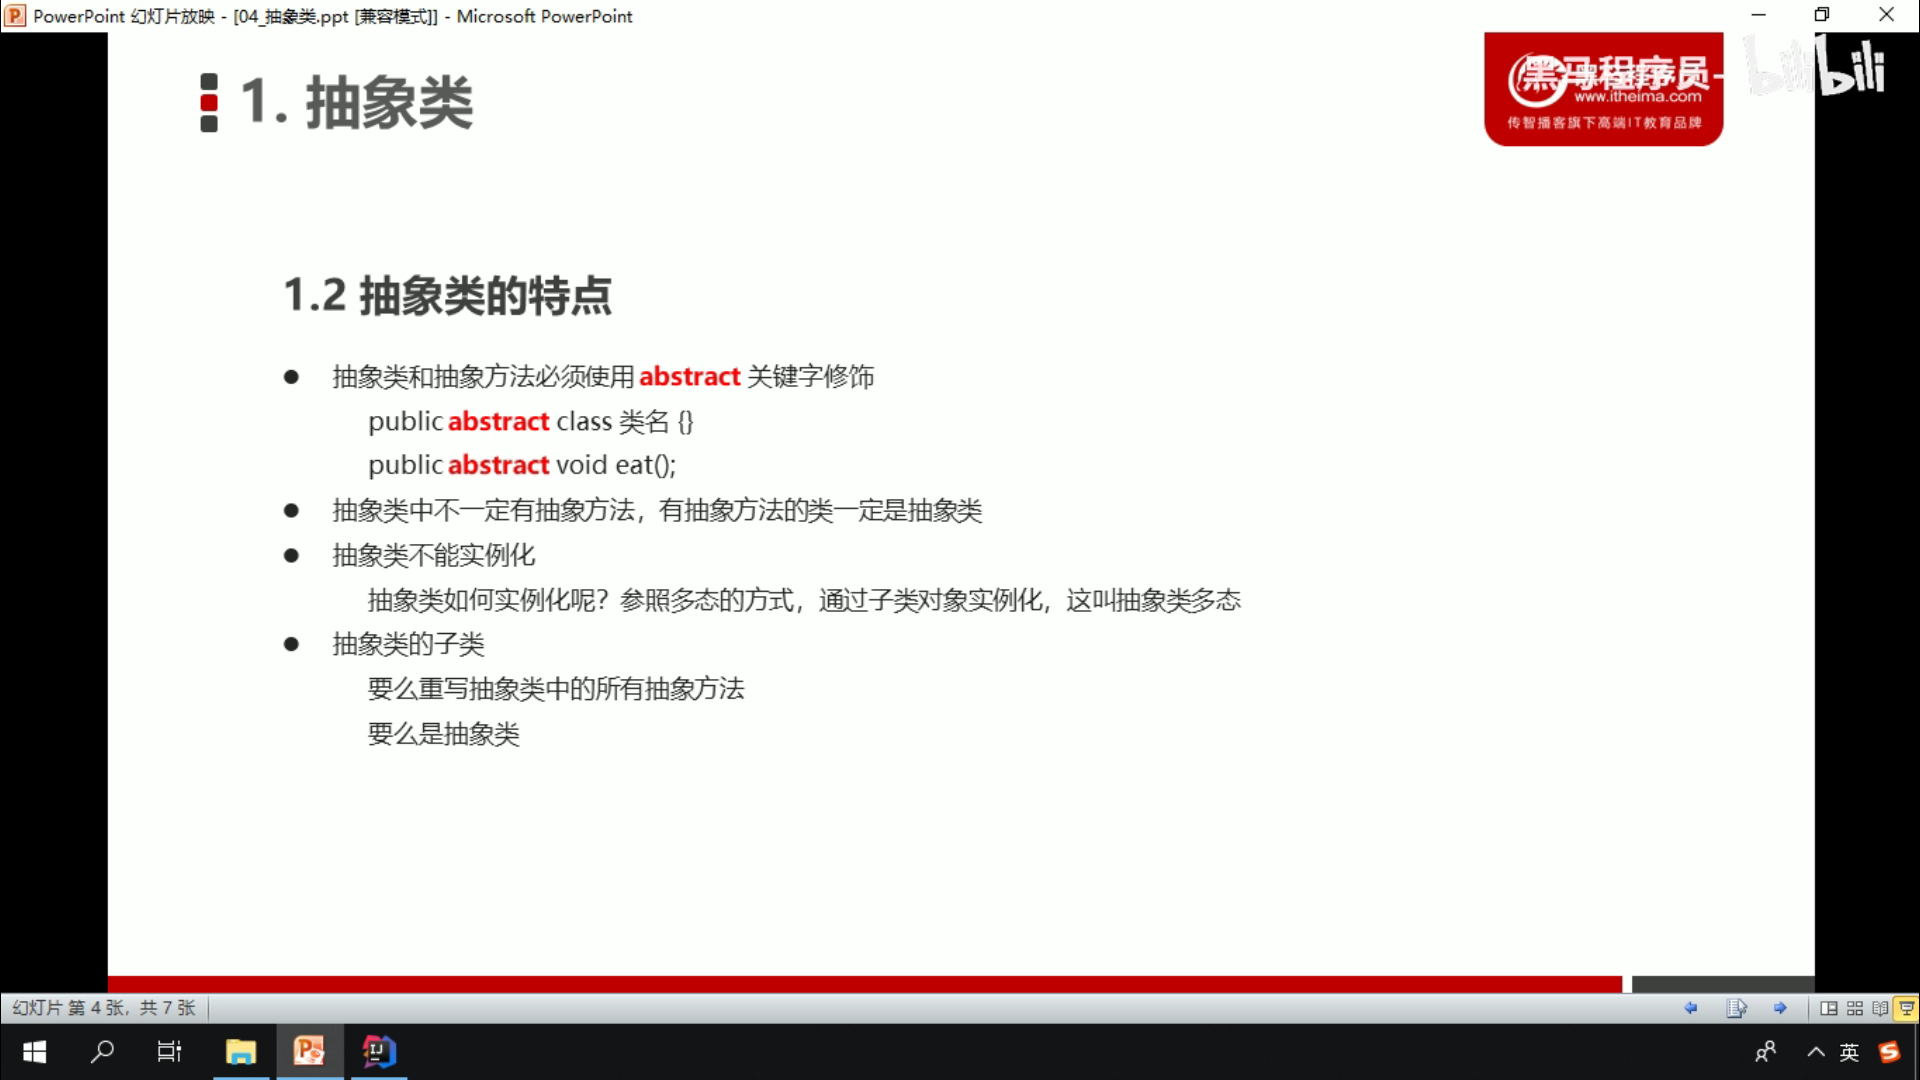 PowerPoint 幻灯片放映 - [04_抽象类.ppt [兼容模式]] - Microsoft PowerPoint
1. 抽象类
黑马程序员-
www.itheima.com
传智播客旗下高端IT教育品牌
bilibili
1.2 抽象类的特点
● 抽象类和抽象方法必须使用 abstract 关键字修饰
public abstract class 类名 {}
public abstract void eat();
● 抽象类中不一定有抽象方法，有抽象方法的类一定是抽象类
● 抽象类不能实例化
抽象类如何实例化呢？参照多态的方式，通过子类对象实例化，这叫抽象类多态
● 抽象类的子类
要么重写抽象类中的所有抽象方法
要么是抽象类
幻灯片 第 4 张，共 7 张
英